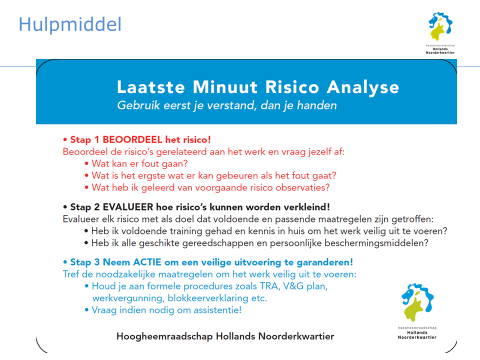 Hulpmiddel
hoogheemraadschap
Hollands
Noorderkwartier
Laatste Minuut Risico Analyse
Gebruik eerst je verstand, dan je handen
• Stap 1 BEOORDEEL het risico!
Beoordeel de risico's gerelateerd aan het werk en vraag jezelf af:
• Wat kan er fout gaan?
• Wat is het ergste wat er kan gebeuren als het fout gaat?
• Wat heb ik geleerd van voorgaande risico observaties?
• Stap 2 EVALUEER hoe risico's kunnen worden verkleind!
Evalueer elk risico met als doel dat voldoende en passende maatregelen zijn getroffen:
• Heb ik voldoende training gehad en kennis in huis om het werk veilig uit te voeren?
• Heb ik alle geschikte gereedschappen en persoonlijke beschermingsmiddelen?
• Stap 3 Neem ACTIE om een veilige uitvoering te garanderen!
Tref de noodzakelijke maatregelen om het werk veilig uit te voeren:
• Houd je aan formele procedures zoals TRA, V&G plan,
werkvergunning, blokkeerverklaring etc.
• Vraag indien nodig om assistentie!
hoogheemraadschap
Hollands
Noorderkwartier
Hoogheemraadschap Hollands Noorderkwartier